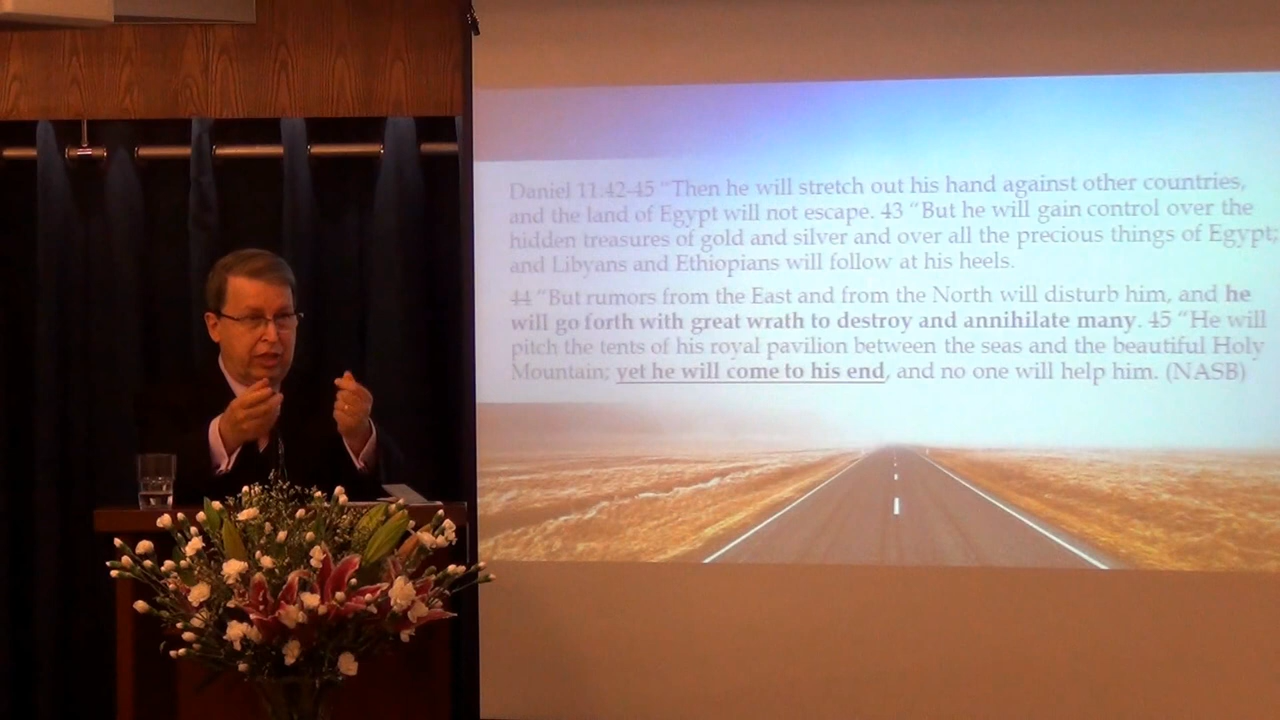 Daniel 11:42-45 “Then he will stretch out his hand against other countries,
and the land of Egypt will not escape. 43 “But he will gain control over the
hidden treasures of gold and silver and over all the precious things of Egypt;
and Libyans and Ethiopians will follow at his heels.
44 “But rumors from the East and from the North will disturb him, and he
will go forth with great wrath to destroy and annihilate many. 45 “He will
pitch the tents of his royal pavilion between the seas and the beautiful Holy
Mountain; yet he will come to his end, and no one will help him. (NASB)